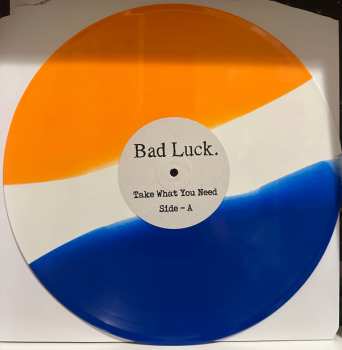 Bad Luck.
Take What You Need
Side - A